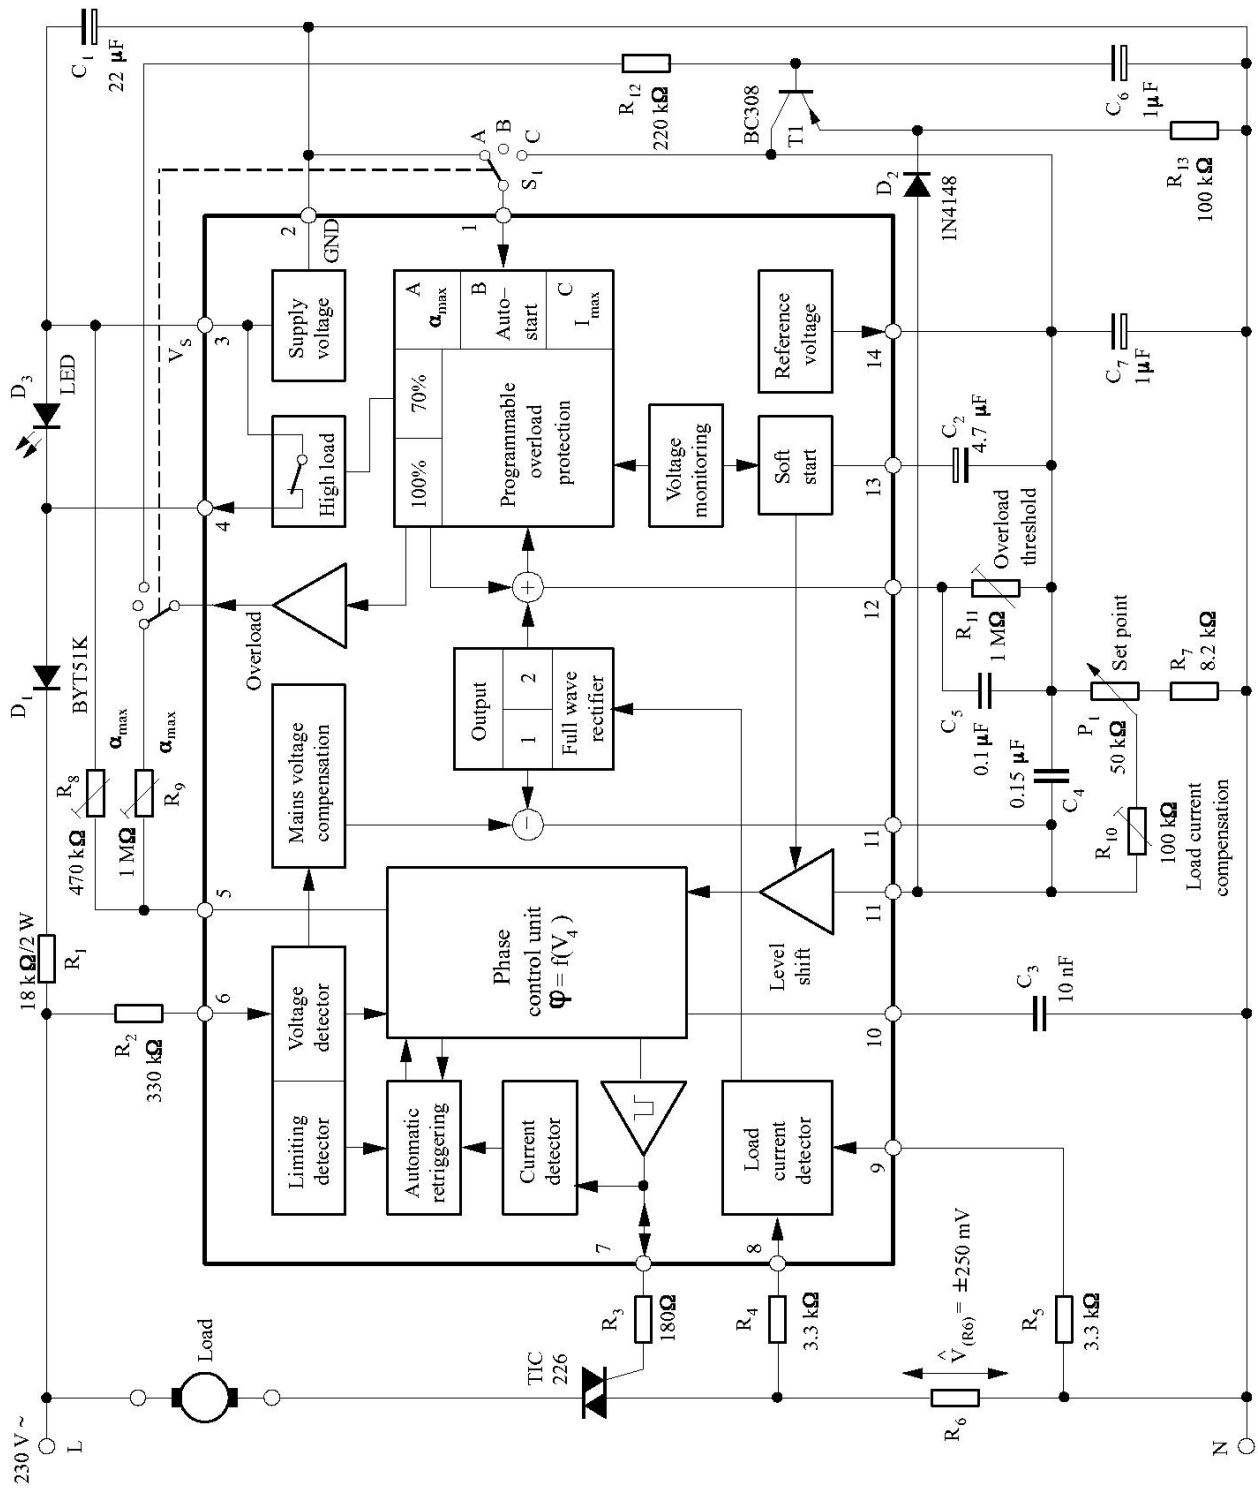 230 V ~
L
Load
18 kΩ/2 W
R1
D1
BYT51K
D3
LED
C1
22 μF
R2
330 kΩ
470 kΩ
R8
αmax
1 MΩ
R9
αmax
6
5
4
Vs
3
2
GND
1
S1
A
B
C
R12
220 kΩ
BC308
T1
C6
1μF
R13
100 kΩ
D2
1N4148
Limiting
detector
Voltage
detector
Mains voltage
compensation
Overload
High load
Supply
voltage
Automatic
retriggering
Current
detector
Phase
control unit
φ = f(V4)
Output
1
2
Full wave
rectifier
−
+
100%
70%
A
αmax
B
Auto–
start
C
Imax
Programmable
overload
protection
Voltage
monitoring
Load
current
detector
Level
shift
Soft
start
Reference
voltage
7
8
9
10
11
11
12
13
14
TIC
226
R3
180Ω
R4
3.3 kΩ
R6
V̂(R6) = ±250 mV
R5
3.3 kΩ
C3
10 nF
R10
100 kΩ
Load current
compensation
0.15 μF
C4
C5
0.1 μF
R11
1 MΩ
Overload
threshold
P1
50 kΩ
Set point
R7
8.2 kΩ
C2
4.7 μF
C7
1μF
N